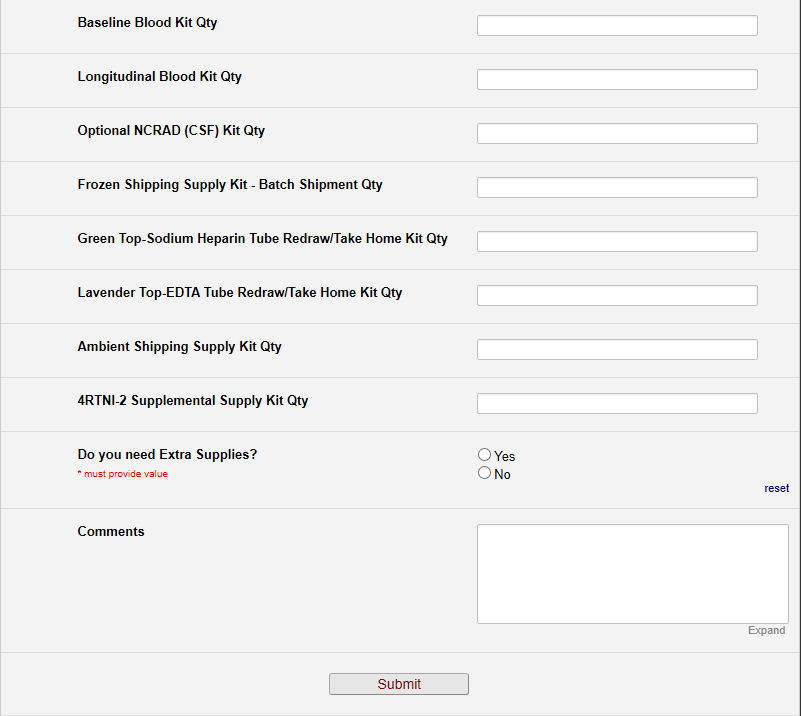 Baseline Blood Kit Qty
Longitudinal Blood Kit Qty
Optional NCRAD (CSF) Kit Qty
Frozen Shipping Supply Kit - Batch Shipment Qty
Green Top-Sodium Heparin Tube Redraw/Take Home Kit Qty
Lavender Top-EDTA Tube Redraw/Take Home Kit Qty
Ambient Shipping Supply Kit Qty
4RTNI-2 Supplemental Supply Kit Qty
Do you need Extra Supplies?
* must provide value
Yes
No
reset
Comments
Expand
Submit